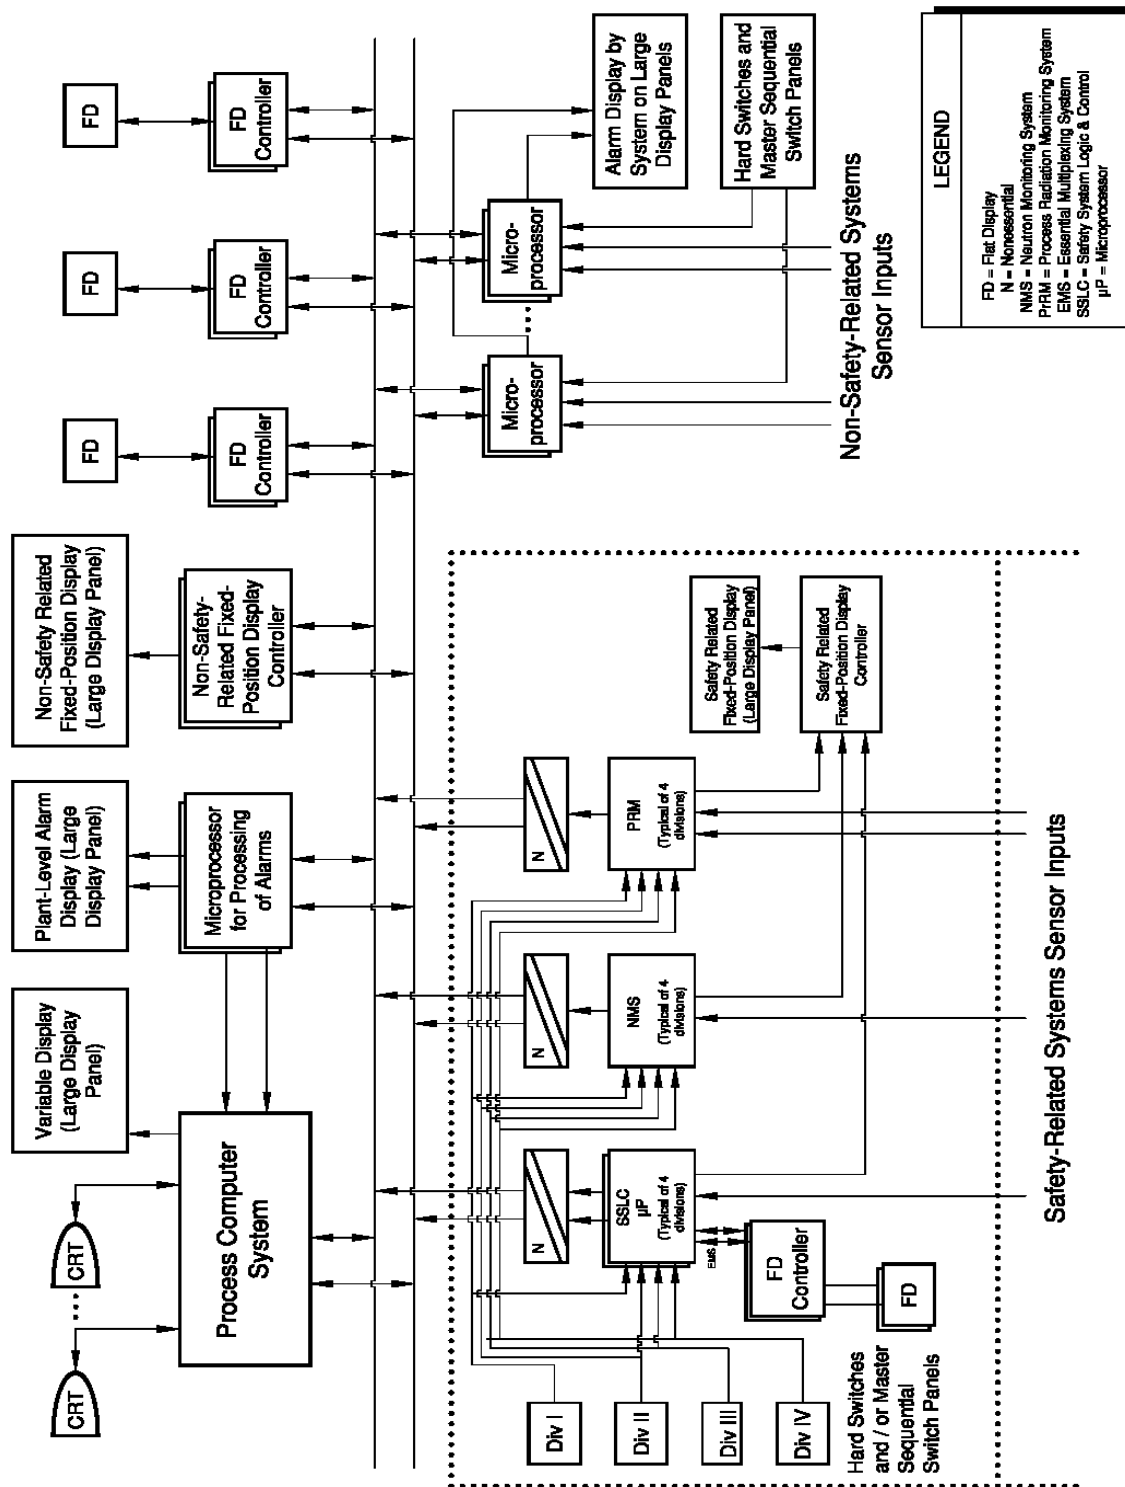 CRT
CRT
Variable Display
(Large Display
Panel)
Plant-Level Alarm
Display (Large
Display Panel)
Non-Safety Related
Fixed-Position Display
(Large Display Panel)
FD
FD
FD
Process Computer
System
Microprocessor
for Processing
of Alarms
Non-Safety-
Related Fixed-
Position Display
Controller
FD
Controller
FD
Controller
FD
Controller
N
N
N
Div I
Div II
Div III
Div IV
SSLC
µP
(Typical of 4
divisions)
NMS
(Typical of 4
divisions)
PRM
(Typical of 4
divisions)
EMS
FD
Controller
FD
Hard Switches
and / or Master
Sequential
Switch Panels
Safety Related
Fixed-Position Display
(Large Display Panel)
Safety Related
Fixed-Position Display
Controller
Safety-Related Systems Sensor Inputs
Micro-
processor
Micro-
processor
Alarm Display by
System on Large
Display Panels
Hard Switches and
Master Sequential
Switch Panels
Non-Safety-Related Systems
Sensor Inputs
LEGEND
FD = Flat Display
N = Nonessential
NMS = Neutron Monitoring System
PrRM = Process Radiation Monitoring System
EMS = Essential Multiplexing System
SSLC = Safety System Logic & Control
µP = Microprocessor